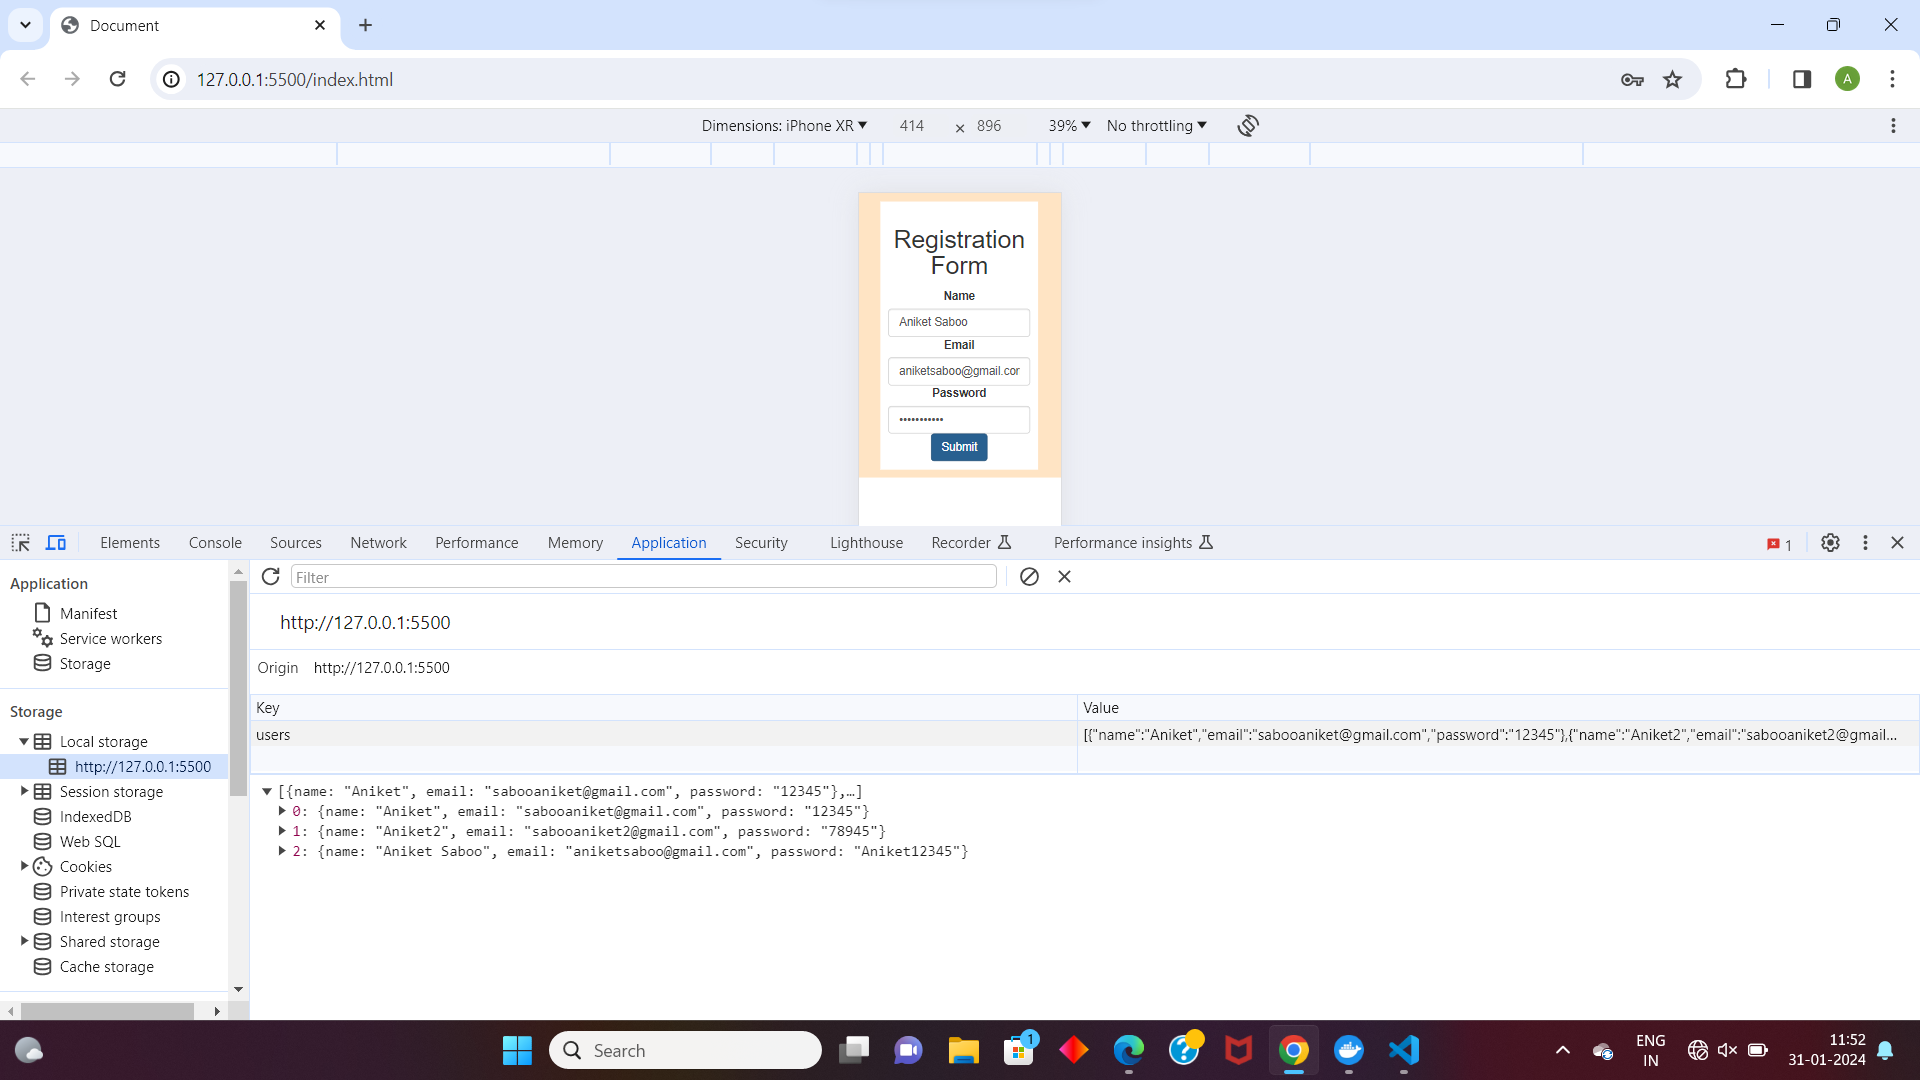 Document
127.0.0.1:5500/index.html
A
Dimensions: iPhone XR 414 × 896 39% No throttling
Registration
Form
Name
Aniket Saboo
Email
aniketsaboo@gmail.cor
Password
•••••••••••
Submit
Elements Console Sources Network Performance Memory Application Security Lighthouse Recorder Performance insights 1
Application
Manifest
Service workers
Storage
Storage
Local storage
http://127.0.0.1:5500
Session storage
IndexedDB
Web SQL
Cookies
Private state tokens
Interest groups
Shared storage
Cache storage
Filter
http://127.0.0.1:5500
Origin http://127.0.0.1:5500
Key Value
users [{"name":"Aniket","email":"sabooaniket@gmail.com","password":"12345"},{"name":"Aniket2","email":"sabooaniket2@gmail...
[{name: "Aniket", email: "sabooaniket@gmail.com", password: "12345"},…]
0: {name: "Aniket", email: "sabooaniket@gmail.com", password: "12345"}
1: {name: "Aniket2", email: "sabooaniket2@gmail.com", password: "78945"}
2: {name: "Aniket Saboo", email: "aniketsaboo@gmail.com", password: "Aniket12345"}
Search
1
ENG
IN
11:52
31-01-2024